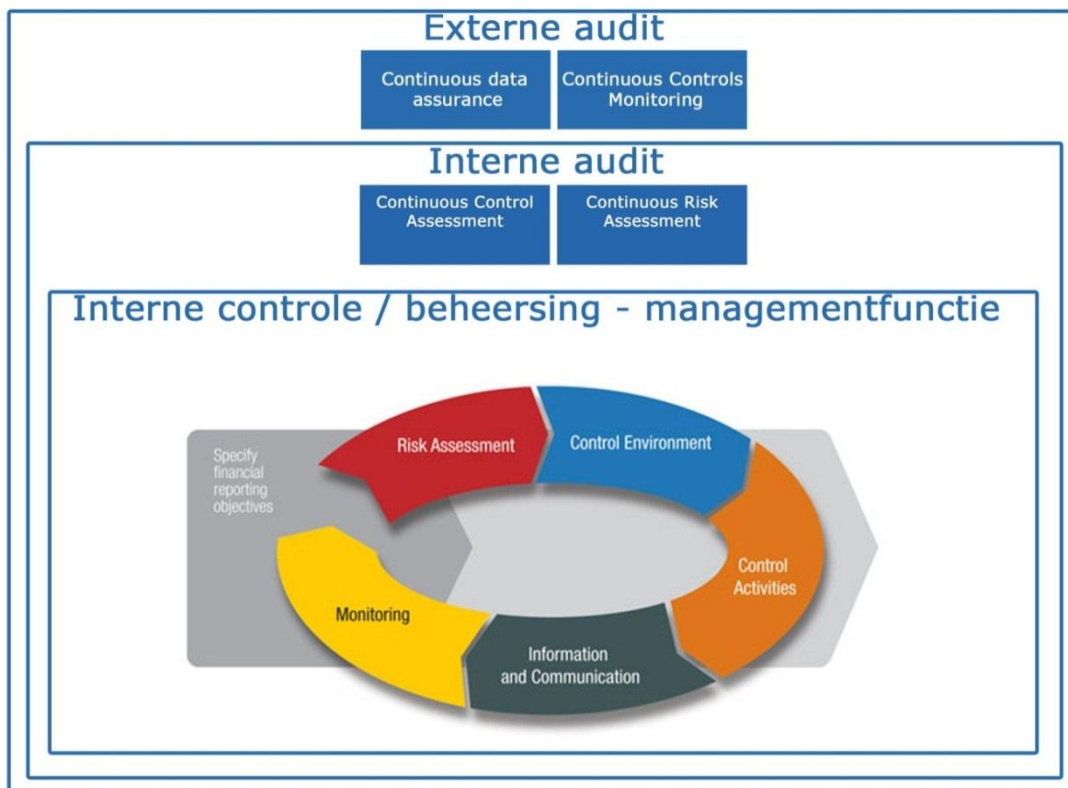 Externe audit
Continuous data
assurance
Continuous Controls
Monitoring
Interne audit
Continuous Control
Assessment
Continuous Risk
Assessment
Interne controle / beheersing - managementfunctie
Specify
financial
reporting
objectives
Risk Assessment
Control Environment
Control
Activities
Information
and Communication
Monitoring